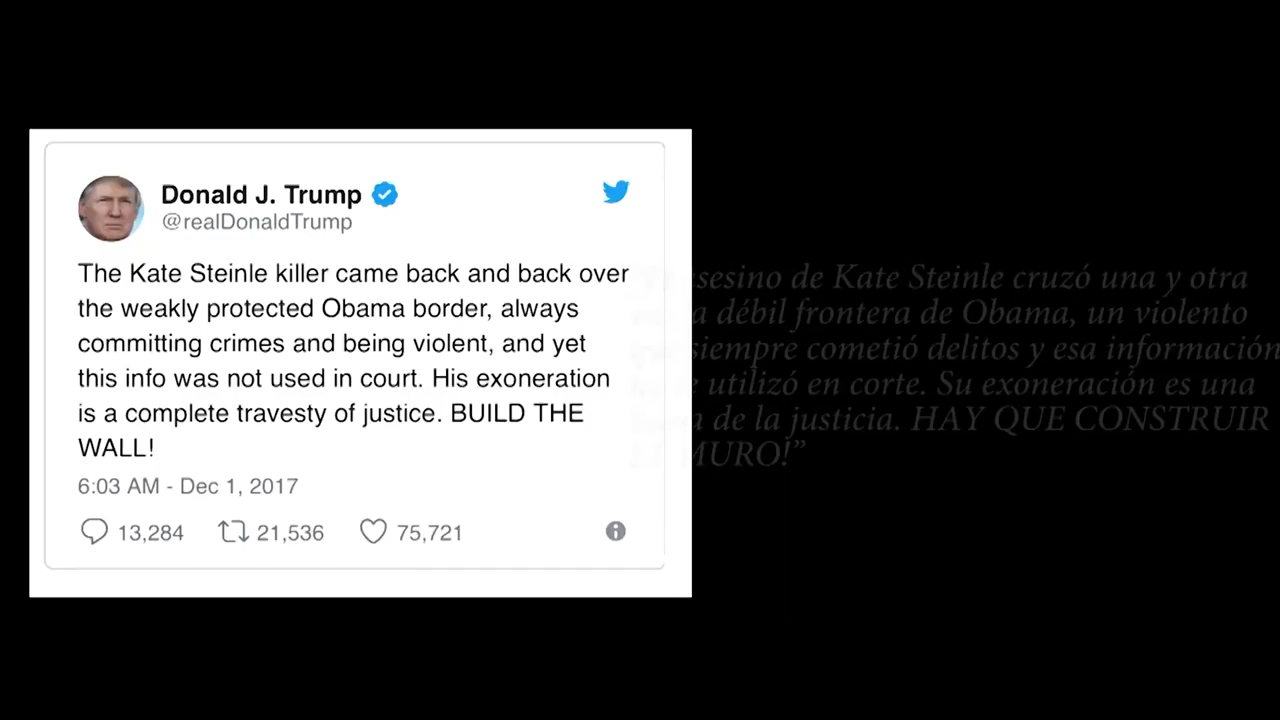 Donald J. Trump
@realDonaldTrump
The Kate Steinle killer came back and back over
the weakly protected Obama border, always
committing crimes and being violent, and yet
this info was not used in court. His exoneration
is a complete travesty of justice. BUILD THE
WALL!
6:03 AM - Dec 1, 2017
13,284 21,536 75,721
de Kate Steinle cruzó una y otra
débil frontera de Obama, un violento
siempre cometió delitos y esa información
utilizó en corte. Su exoneración es una
de la justicia. HAY QUE CONSTRUIR
MURO!”